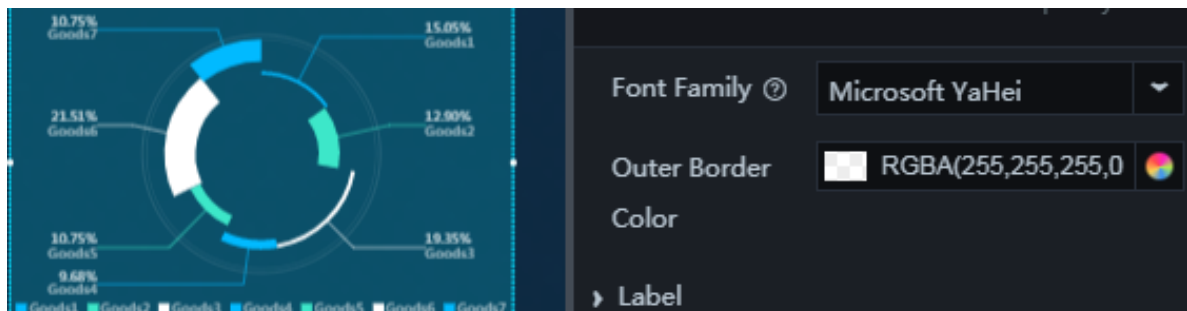 10.75%
Goods7
15.05%
Goods1
21.51%
Goods6
12.90%
Goods2
10.75%
Goods5
19.35%
Goods3
9.68%
Goods4
Goods1 Goods2 Goods3 Goods4 Goods5 Goods6 Goods7
Font Family ?
Microsoft YaHei
Outer Border
Color
RGBA(255,255,255,0
Label